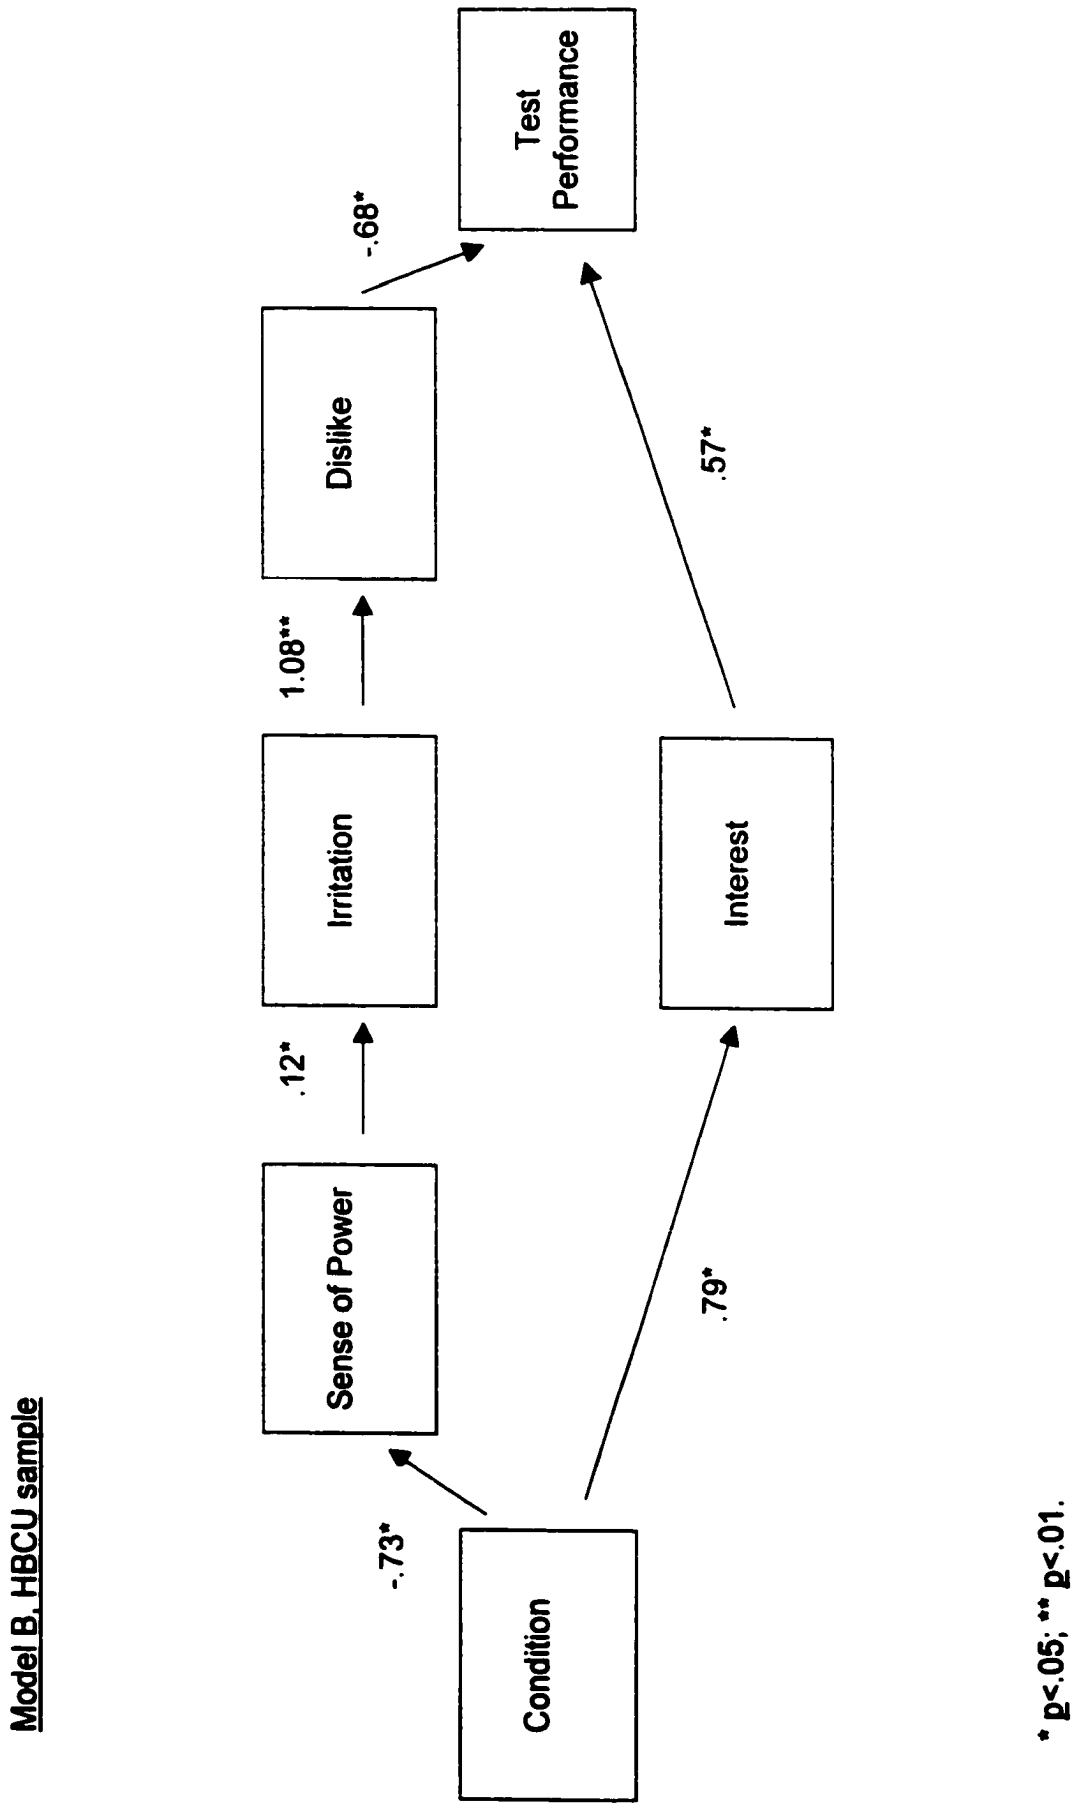 Model B, HBCU sample
-.73*
Sense of Power
.12*
Irritation
1.08**
Dislike
-.68*
Condition
Test
Performance
.79*
Interest
.57*
* p<.05; ** p<.01.